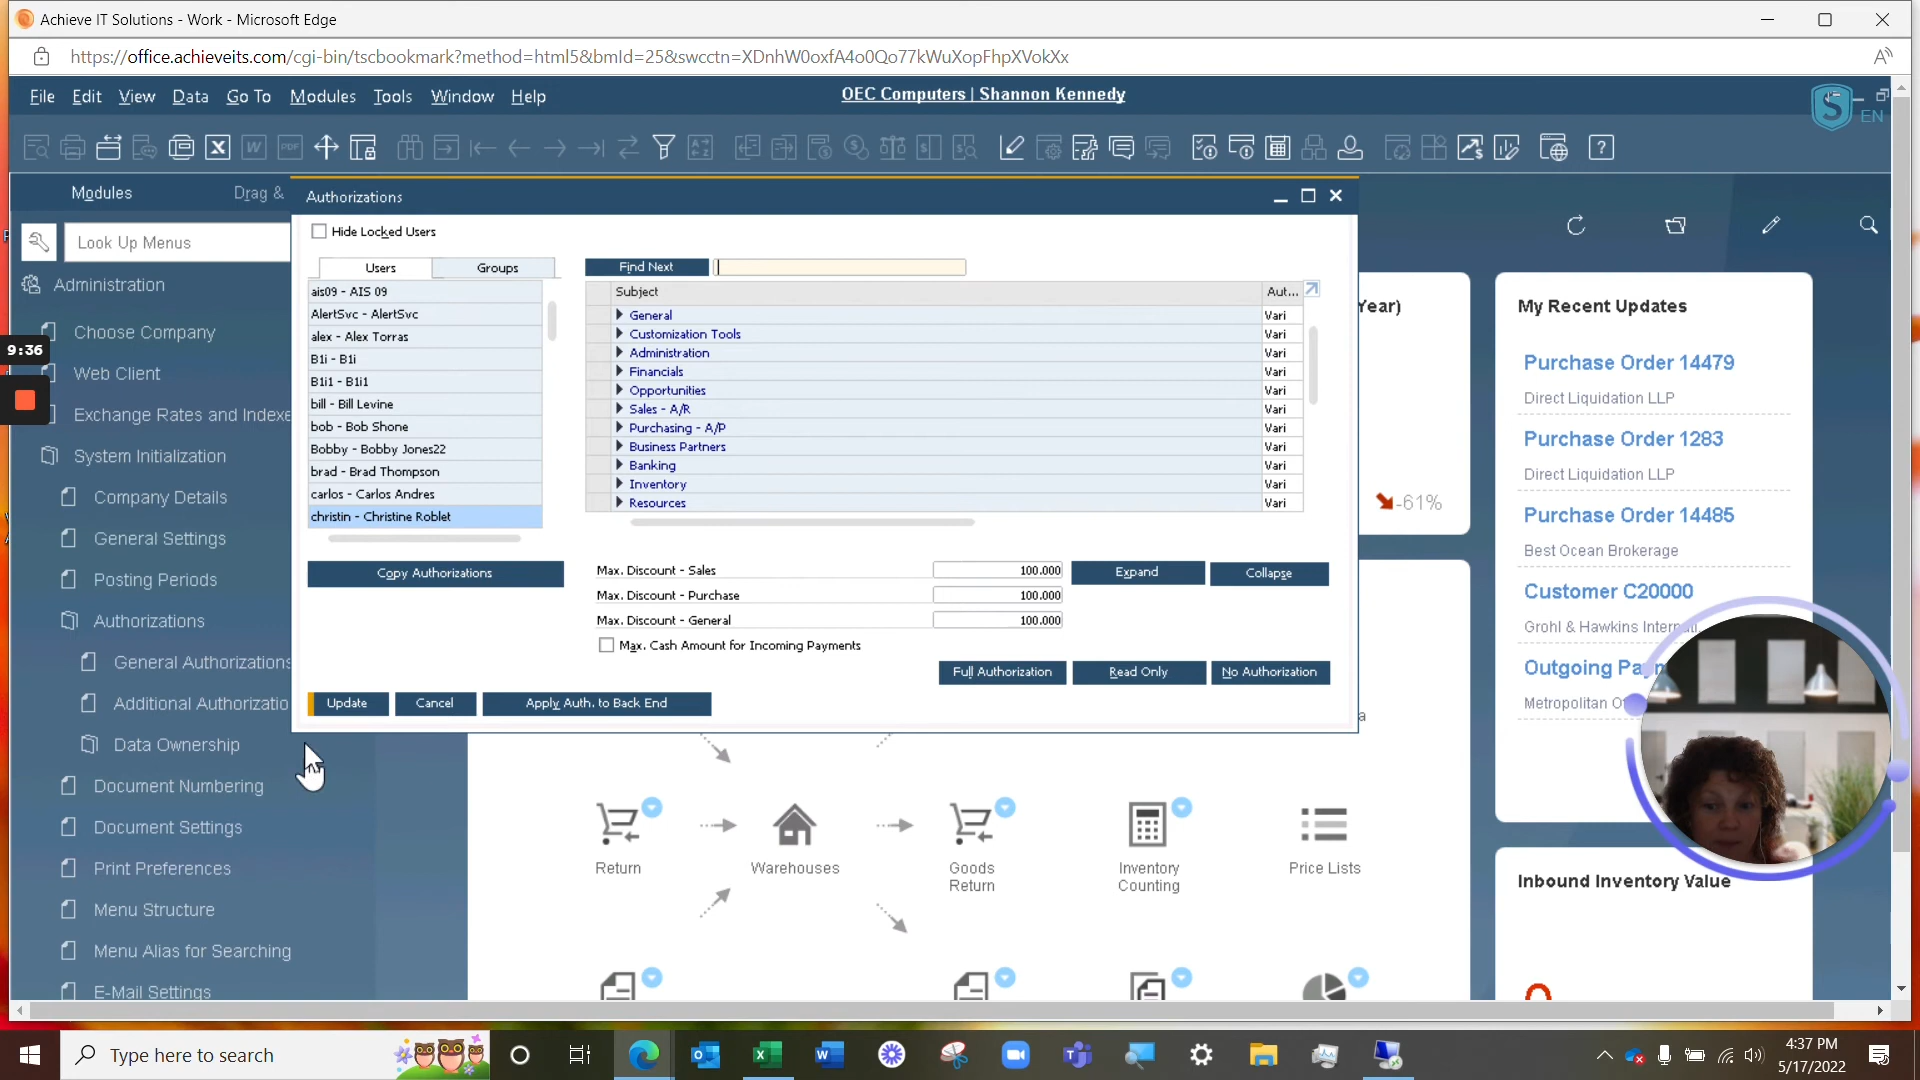 Achieve IT Solutions - Work - Microsoft Edge
https://office.achieveits.com/cgi-bin/tscbookmark?method=html5&bmId=25&swcctn=XDnhW0oxfA4o0Qo77kWuXopFhpXVokXx
File Edit View Data Go To Modules Tools Window Help
OEC Computers | Shannon Kennedy
EN
Modules
Drag &
Look Up Menus
Administration
Choose Company
9:36
Web Client
Exchange Rates and Indexe
System Initialization
Company Details
General Settings
Posting Periods
Authorizations
General Authorizations
Additional Authorizatio
Data Ownership
Document Numbering
Document Settings
Print Preferences
Menu Structure
Menu Alias for Searching
E-Mail Settings
Authorizations
Hide Locked Users
Users Groups
ais09 - AIS 09
AlertSvc - AlertSvc
alex - Alex Torras
B1i - B1i
B1i1 - B1i1
bill - Bill Levine
bob - Bob Shone
Bobby - Bobby Jones22
brad - Brad Thompson
carlos - Carlos Andres
christin - Christine Roblet
Copy Authorizations
Find Next
Subject Aut...
General Vari
Customization Tools Vari
Administration Vari
Financials Vari
Opportunities Vari
Sales - A/R Vari
Purchasing - A/P Vari
Business Partners Vari
Banking Vari
Inventory Vari
Resources Vari
Max. Discount - Sales 100.000
Expand Collapse
Max. Discount - Purchase 100.000
Max. Discount - General 100.000
Max. Cash Amount for Incoming Payments
Full Authorization Read Only No Authorization
Update Cancel Apply Auth. to Back End
Return
Warehouses
Goods
Return
Inventory
Counting
Price Lists
Year)
-61%
a
My Recent Updates
Purchase Order 14479
Direct Liquidation LLP
Purchase Order 1283
Direct Liquidation LLP
Purchase Order 14485
Best Ocean Brokerage
Customer C20000
Grohl & Hawkins Internati
Outgoing Paym
Metropolitan O
Inbound Inventory Value
Type here to search
4:37 PM
5/17/2022